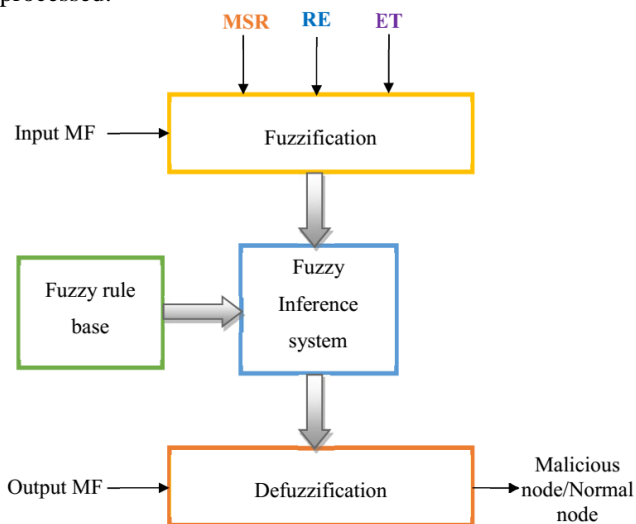 processed.
MSR RE ET
Input MF
Fuzzification
Fuzzy rule
base
Fuzzy
Inference
system
Output MF
Defuzzification
Malicious
node/Normal
node